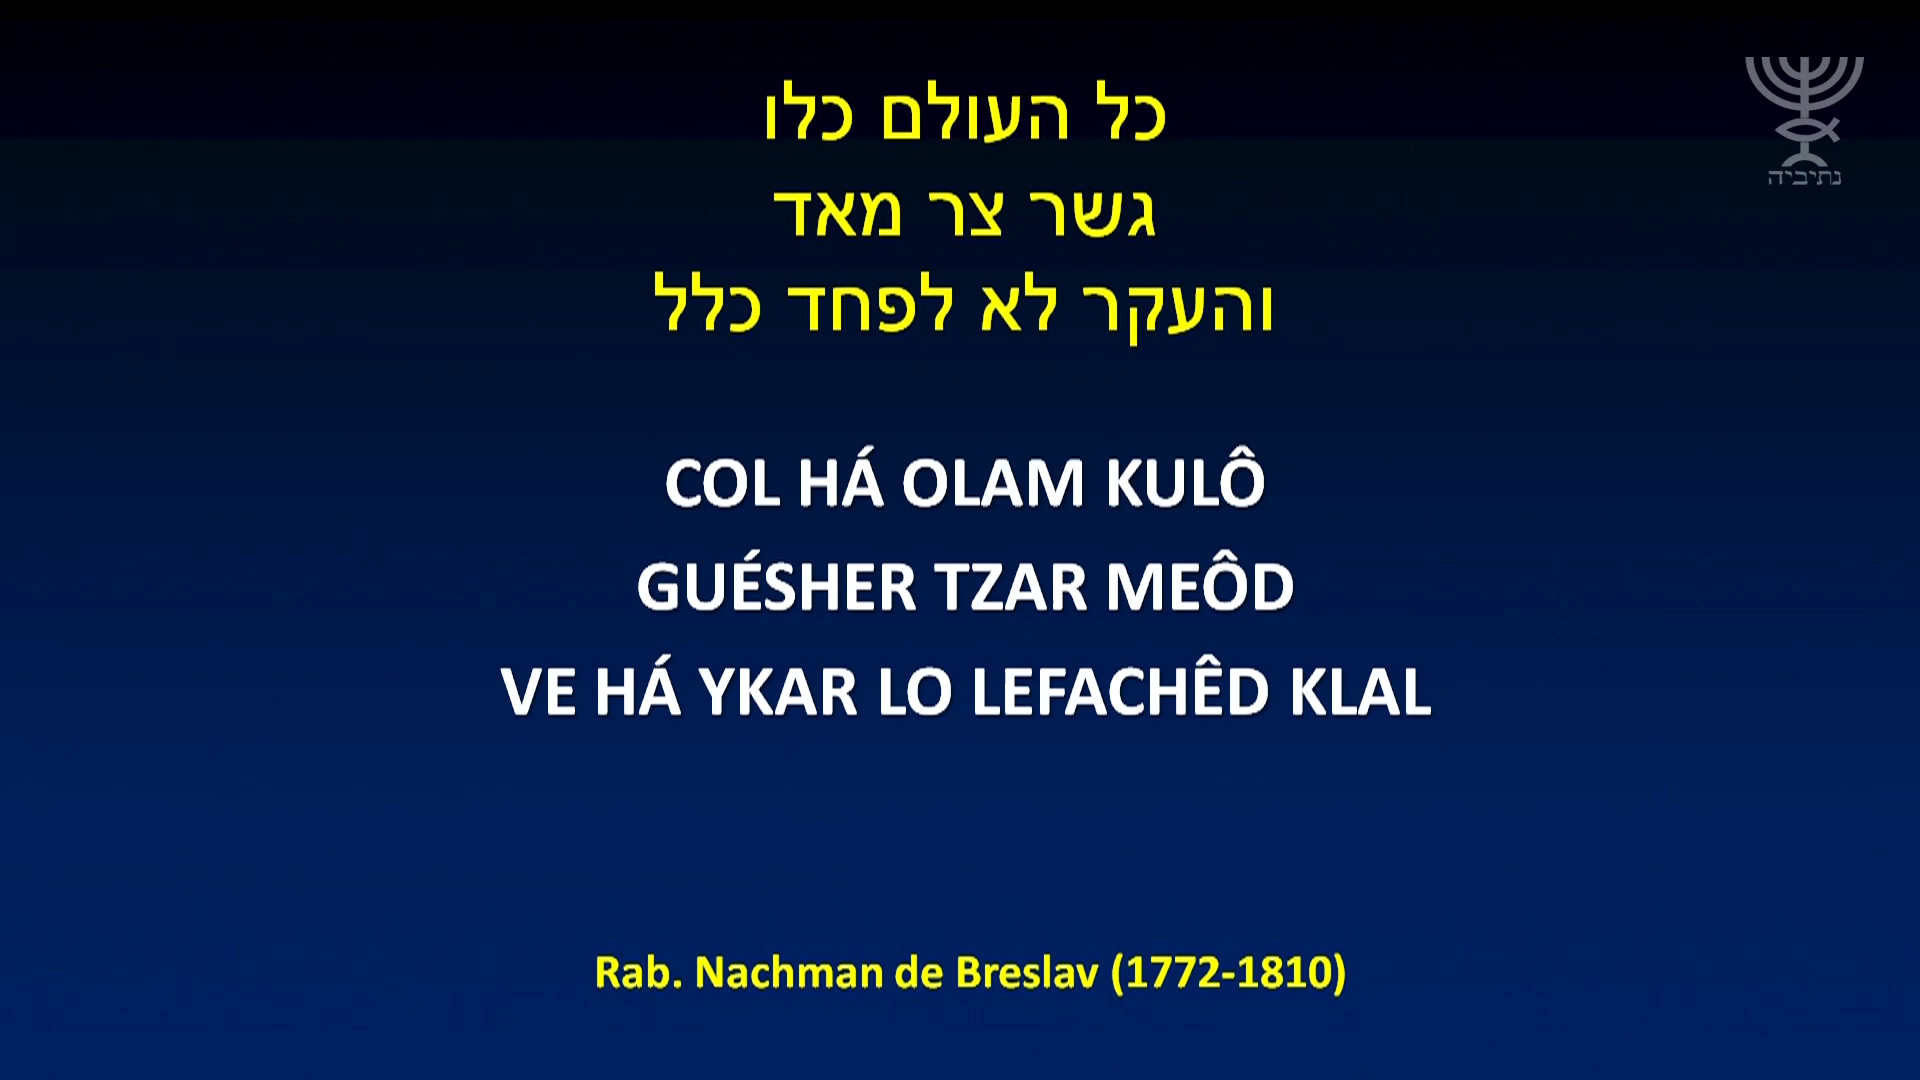 כל העולם כלו
גשר צר מאד
והעקר לא לפחד כלל
COL HÁ OLAM KULÔ
GUÉSHER TZAR MEÔD
VE HÁ YKAR LO LEFACHÊD KLAL
Rab. Nachman de Breslav (1772-1810)
נתיביה